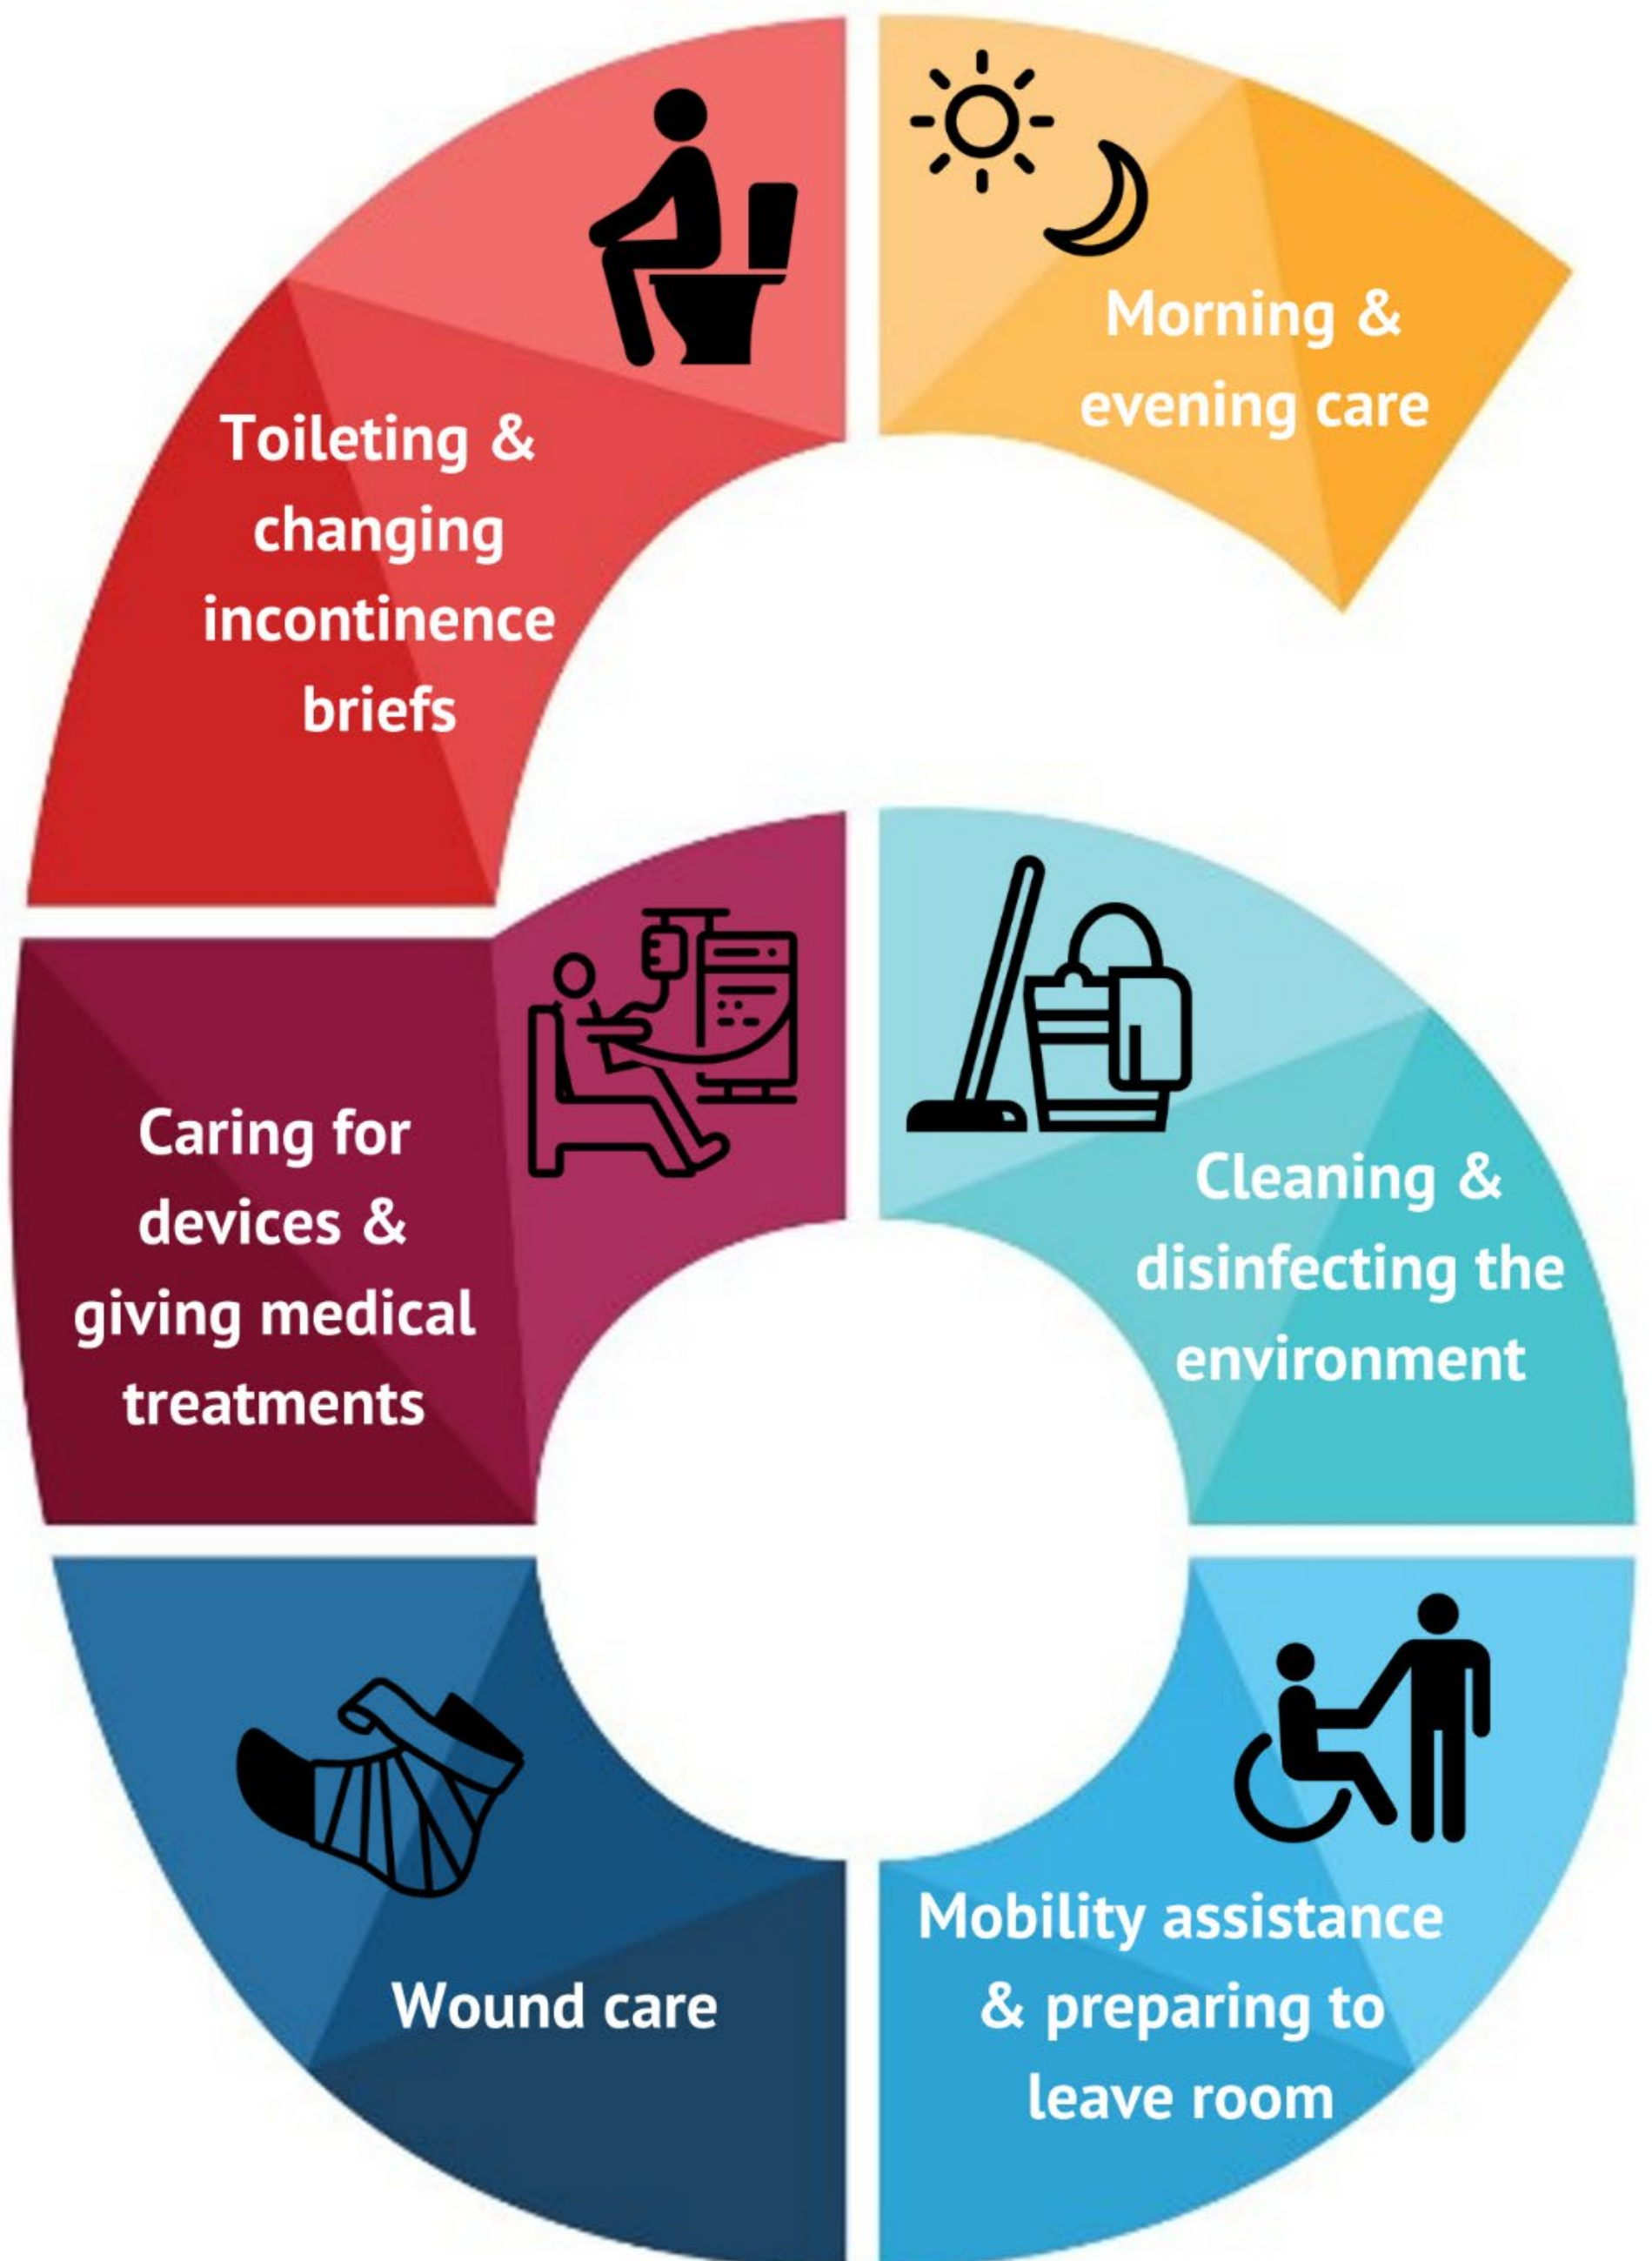 Morning &
evening care
Toileting &
changing
incontinence
briefs
Caring for
devices &
giving medical
treatments
Wound care
Mobility assistance
& preparing to
leave room
Cleaning &
disinfecting the
environment